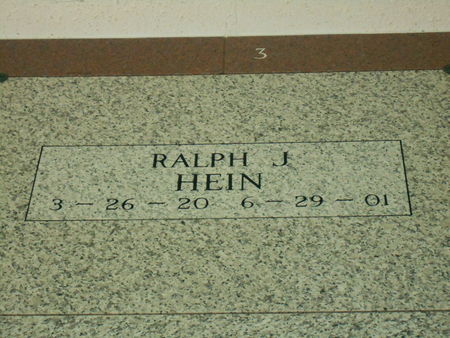 3
RALPH J
HEIN
3 – 26 – 20 6 – 29 – 01